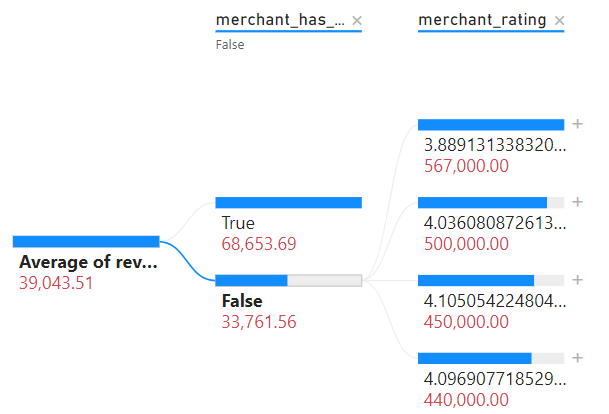 merchant_has_... ×
False
merchant_rating ×
Average of rev...
39,043.51
True
68,653.69
False
33,761.56
3.889131338320...
567,000.00
4.036080872613...
500,000.00
4.105054224804...
450,000.00
4.096907718529...
440,000.00